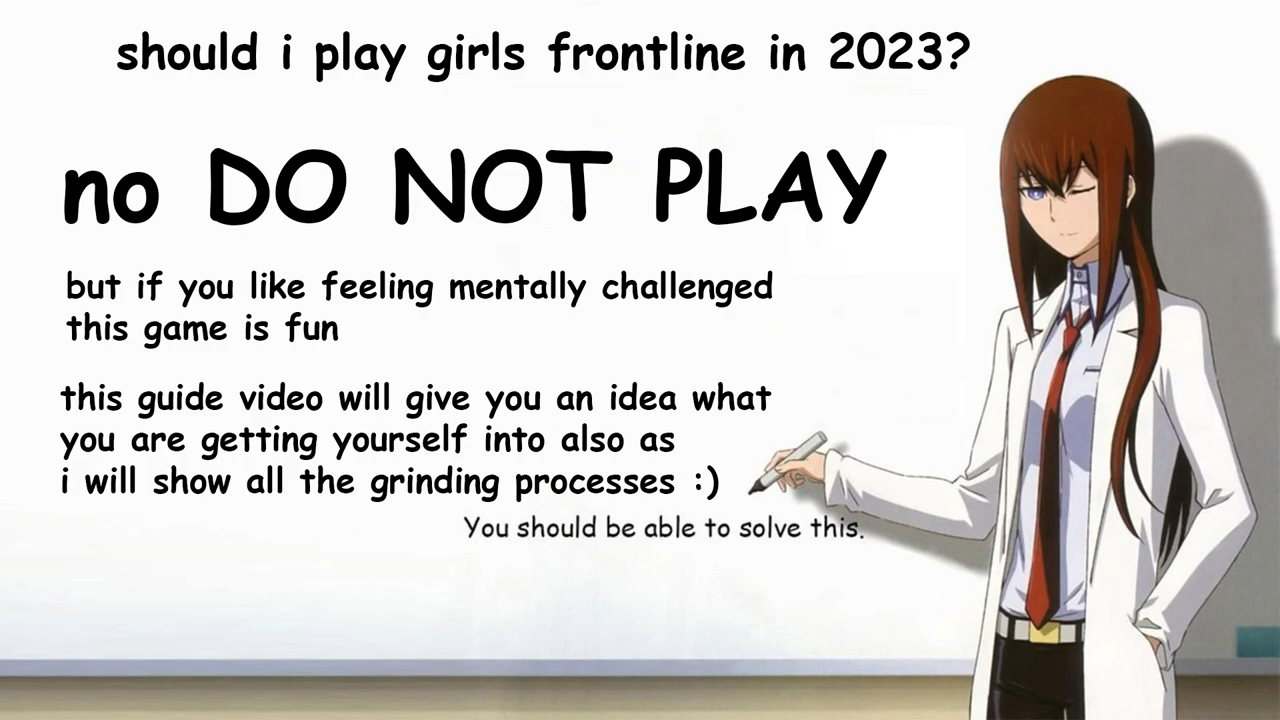 should i play girls frontline in 2023?
no DO NOT PLAY
but if you like feeling mentally challenged
this game is fun
this guide video will give you an idea what
you are getting yourself into also as
i will show all the grinding processes :)
You should be able to solve this.